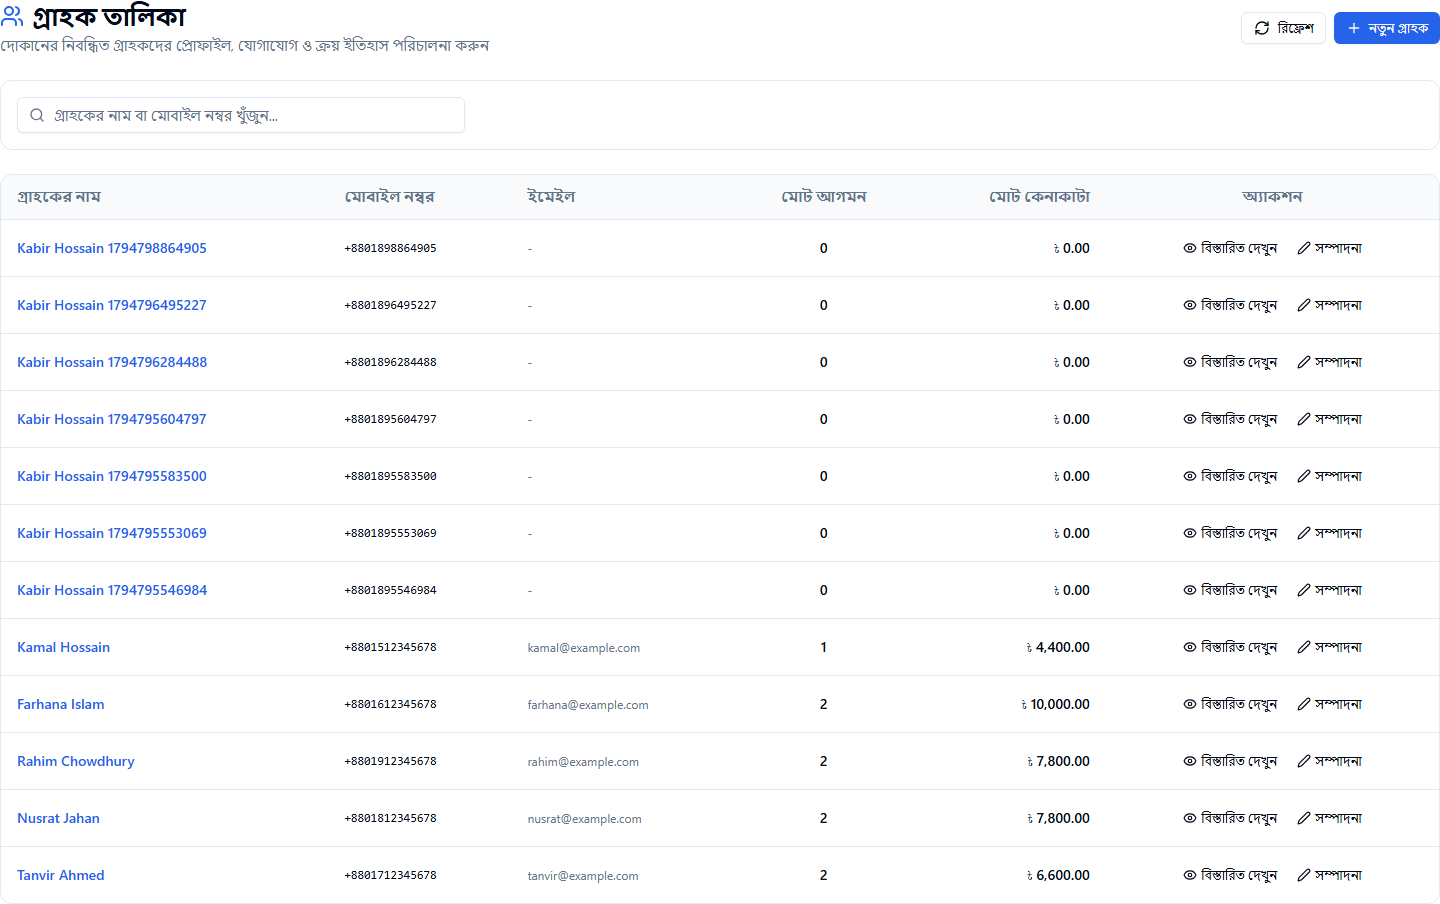 গ্রাহক তালিকা
দোকানের নিবন্ধিত গ্রাহকদের প্রোফাইল, যোগাযোগ ও ক্রয় ইতিহাস পরিচালনা করুন
রিফ্রেশ
নতুন গ্রাহক
গ্রাহকের নাম বা মোবাইল নম্বর খুঁজুন...
গ্রাহকের নাম মোবাইল নম্বর ইমেইল মোট আগমন মোট কেনাকাটা অ্যাকশন
Kabir Hossain 1794798864905 +8801898864905 - 0 ৳ 0.00 বিস্তারিত দেখুন সম্পাদনা
Kabir Hossain 1794796495227 +8801896495227 - 0 ৳ 0.00 বিস্তারিত দেখুন সম্পাদনা
Kabir Hossain 1794796284488 +8801896284488 - 0 ৳ 0.00 বিস্তারিত দেখুন সম্পাদনা
Kabir Hossain 1794795604797 +8801895604797 - 0 ৳ 0.00 বিস্তারিত দেখুন সম্পাদনা
Kabir Hossain 1794795583500 +8801895583500 - 0 ৳ 0.00 বিস্তারিত দেখুন সম্পাদনা
Kabir Hossain 1794795553069 +8801895553069 - 0 ৳ 0.00 বিস্তারিত দেখুন সম্পাদনা
Kabir Hossain 1794795546984 +8801895546984 - 0 ৳ 0.00 বিস্তারিত দেখুন সম্পাদনা
Kamal Hossain +8801512345678 kamal@example.com 1 ৳ 4,400.00 বিস্তারিত দেখুন সম্পাদনা
Farhana Islam +8801612345678 farhana@example.com 2 ৳ 10,000.00 বিস্তারিত দেখুন সম্পাদনা
Rahim Chowdhury +8801912345678 rahim@example.com 2 ৳ 7,800.00 বিস্তারিত দেখুন সম্পাদনা
Nusrat Jahan +8801812345678 nusrat@example.com 2 ৳ 7,800.00 বিস্তারিত দেখুন সম্পাদনা
Tanvir Ahmed +8801712345678 tanvir@example.com 2 ৳ 6,600.00 বিস্তারিত দেখুন সম্পাদনা